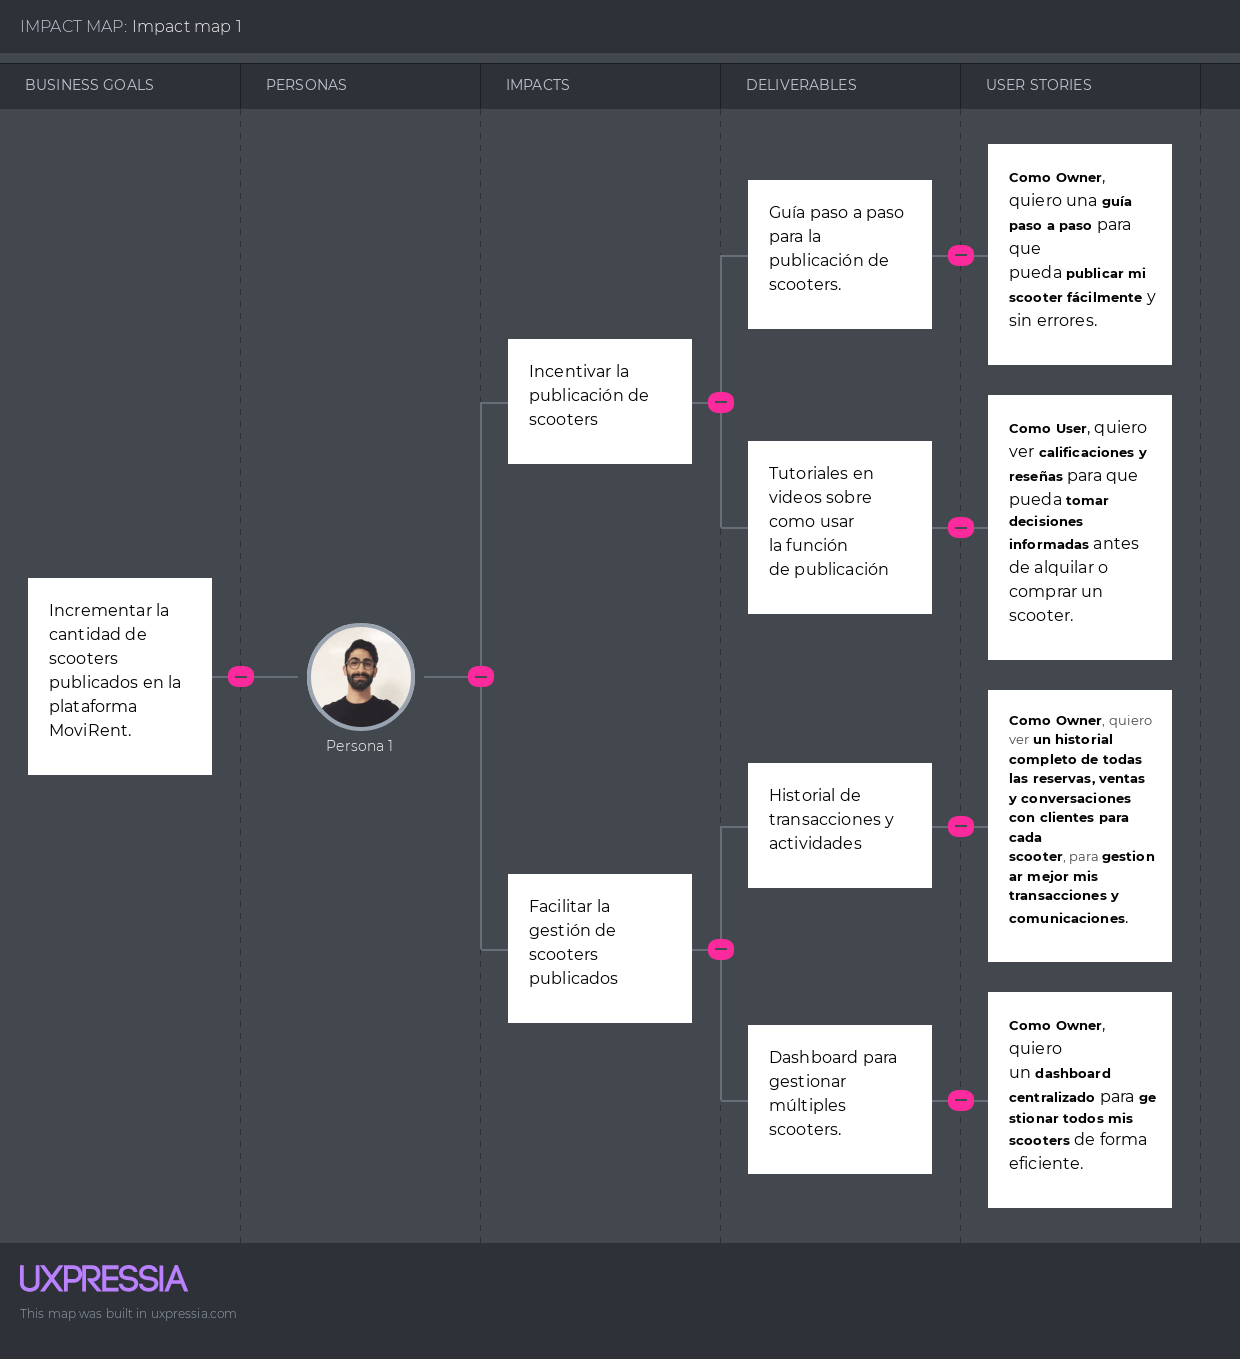 IMPACT MAP: Impact map 1
BUSINESS GOALS
PERSONAS
IMPACTS
DELIVERABLES
USER STORIES
Incrementar la
cantidad de
scooters
publicados en la
plataforma
MoviRent.
Persona 1
Incentivar la
publicación de
scooters
Facilitar la
gestión de
scooters
publicados
Guía paso a paso
para la
publicación de
scooters.
Tutoriales en
videos sobre
como usar
la función
de publicación
Historial de
transacciones y
actividades
Dashboard para
gestionar
múltiples
scooters.
Como Owner,
quiero una guía
paso a paso para
que
pueda publicar mi
scooter fácilmente y
sin errores.
Como User, quiero
ver calificaciones y
reseñas para que
pueda tomar
decisiones
informadas antes
de alquilar o
comprar un
scooter.
Como Owner, quiero
ver un historial
completo de todas
las reservas, ventas
y conversaciones
con clientes para
cada
scooter, para gestion
ar mejor mis
transacciones y
comunicaciones.
Como Owner,
quiero
un dashboard
centralizado para ge
stionar todos mis
scooters de forma
eficiente.
UXPRESSIA
This map was built in uxpressia.com